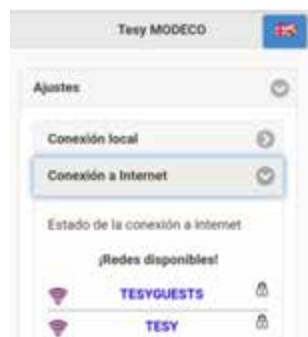 Tesy MODECO
Ajustes
Conexión local
Conexión a Internet
Estado de la conexión a Internet
¡Redes disponibles!
TESYGUESTS
TESY